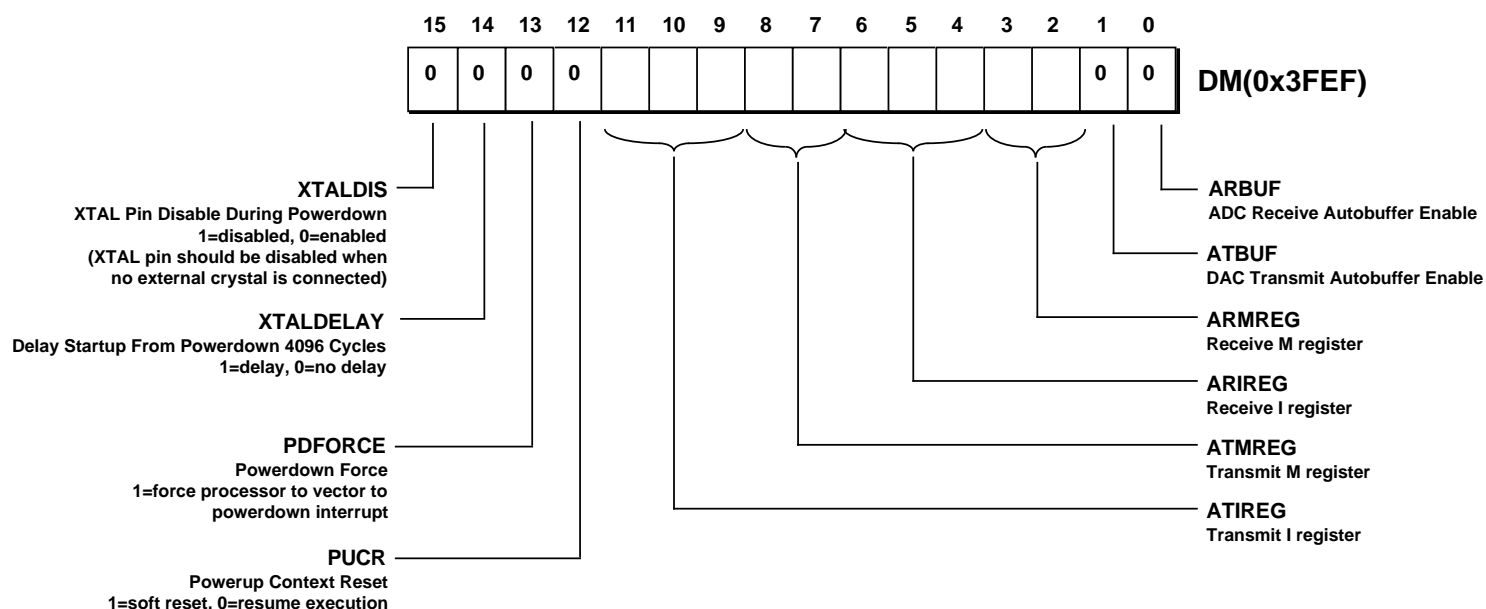 15 14 13 12 11 10 9 8 7 6 5 4 3 2 1 0
0 0 0 0 0 0
DM(0x3FEF)
XTALDIS
XTAL Pin Disable During Powerdown
1=disabled, 0=enabled
(XTAL pin should be disabled when
no external crystal is connected)
XTALDELAY
Delay Startup From Powerdown 4096 Cycles
1=delay, 0=no delay
PDFORCE
Powerdown Force
1=force processor to vector to
powerdown interrupt
PUCR
Powerup Context Reset
1=soft reset, 0=resume execution
ARBUF
ADC Receive Autobuffer Enable
ATBUF
DAC Transmit Autobuffer Enable
ARMREG
Receive M register
ARIREG
Receive I register
ATMREG
Transmit M register
ATIREG
Transmit I register